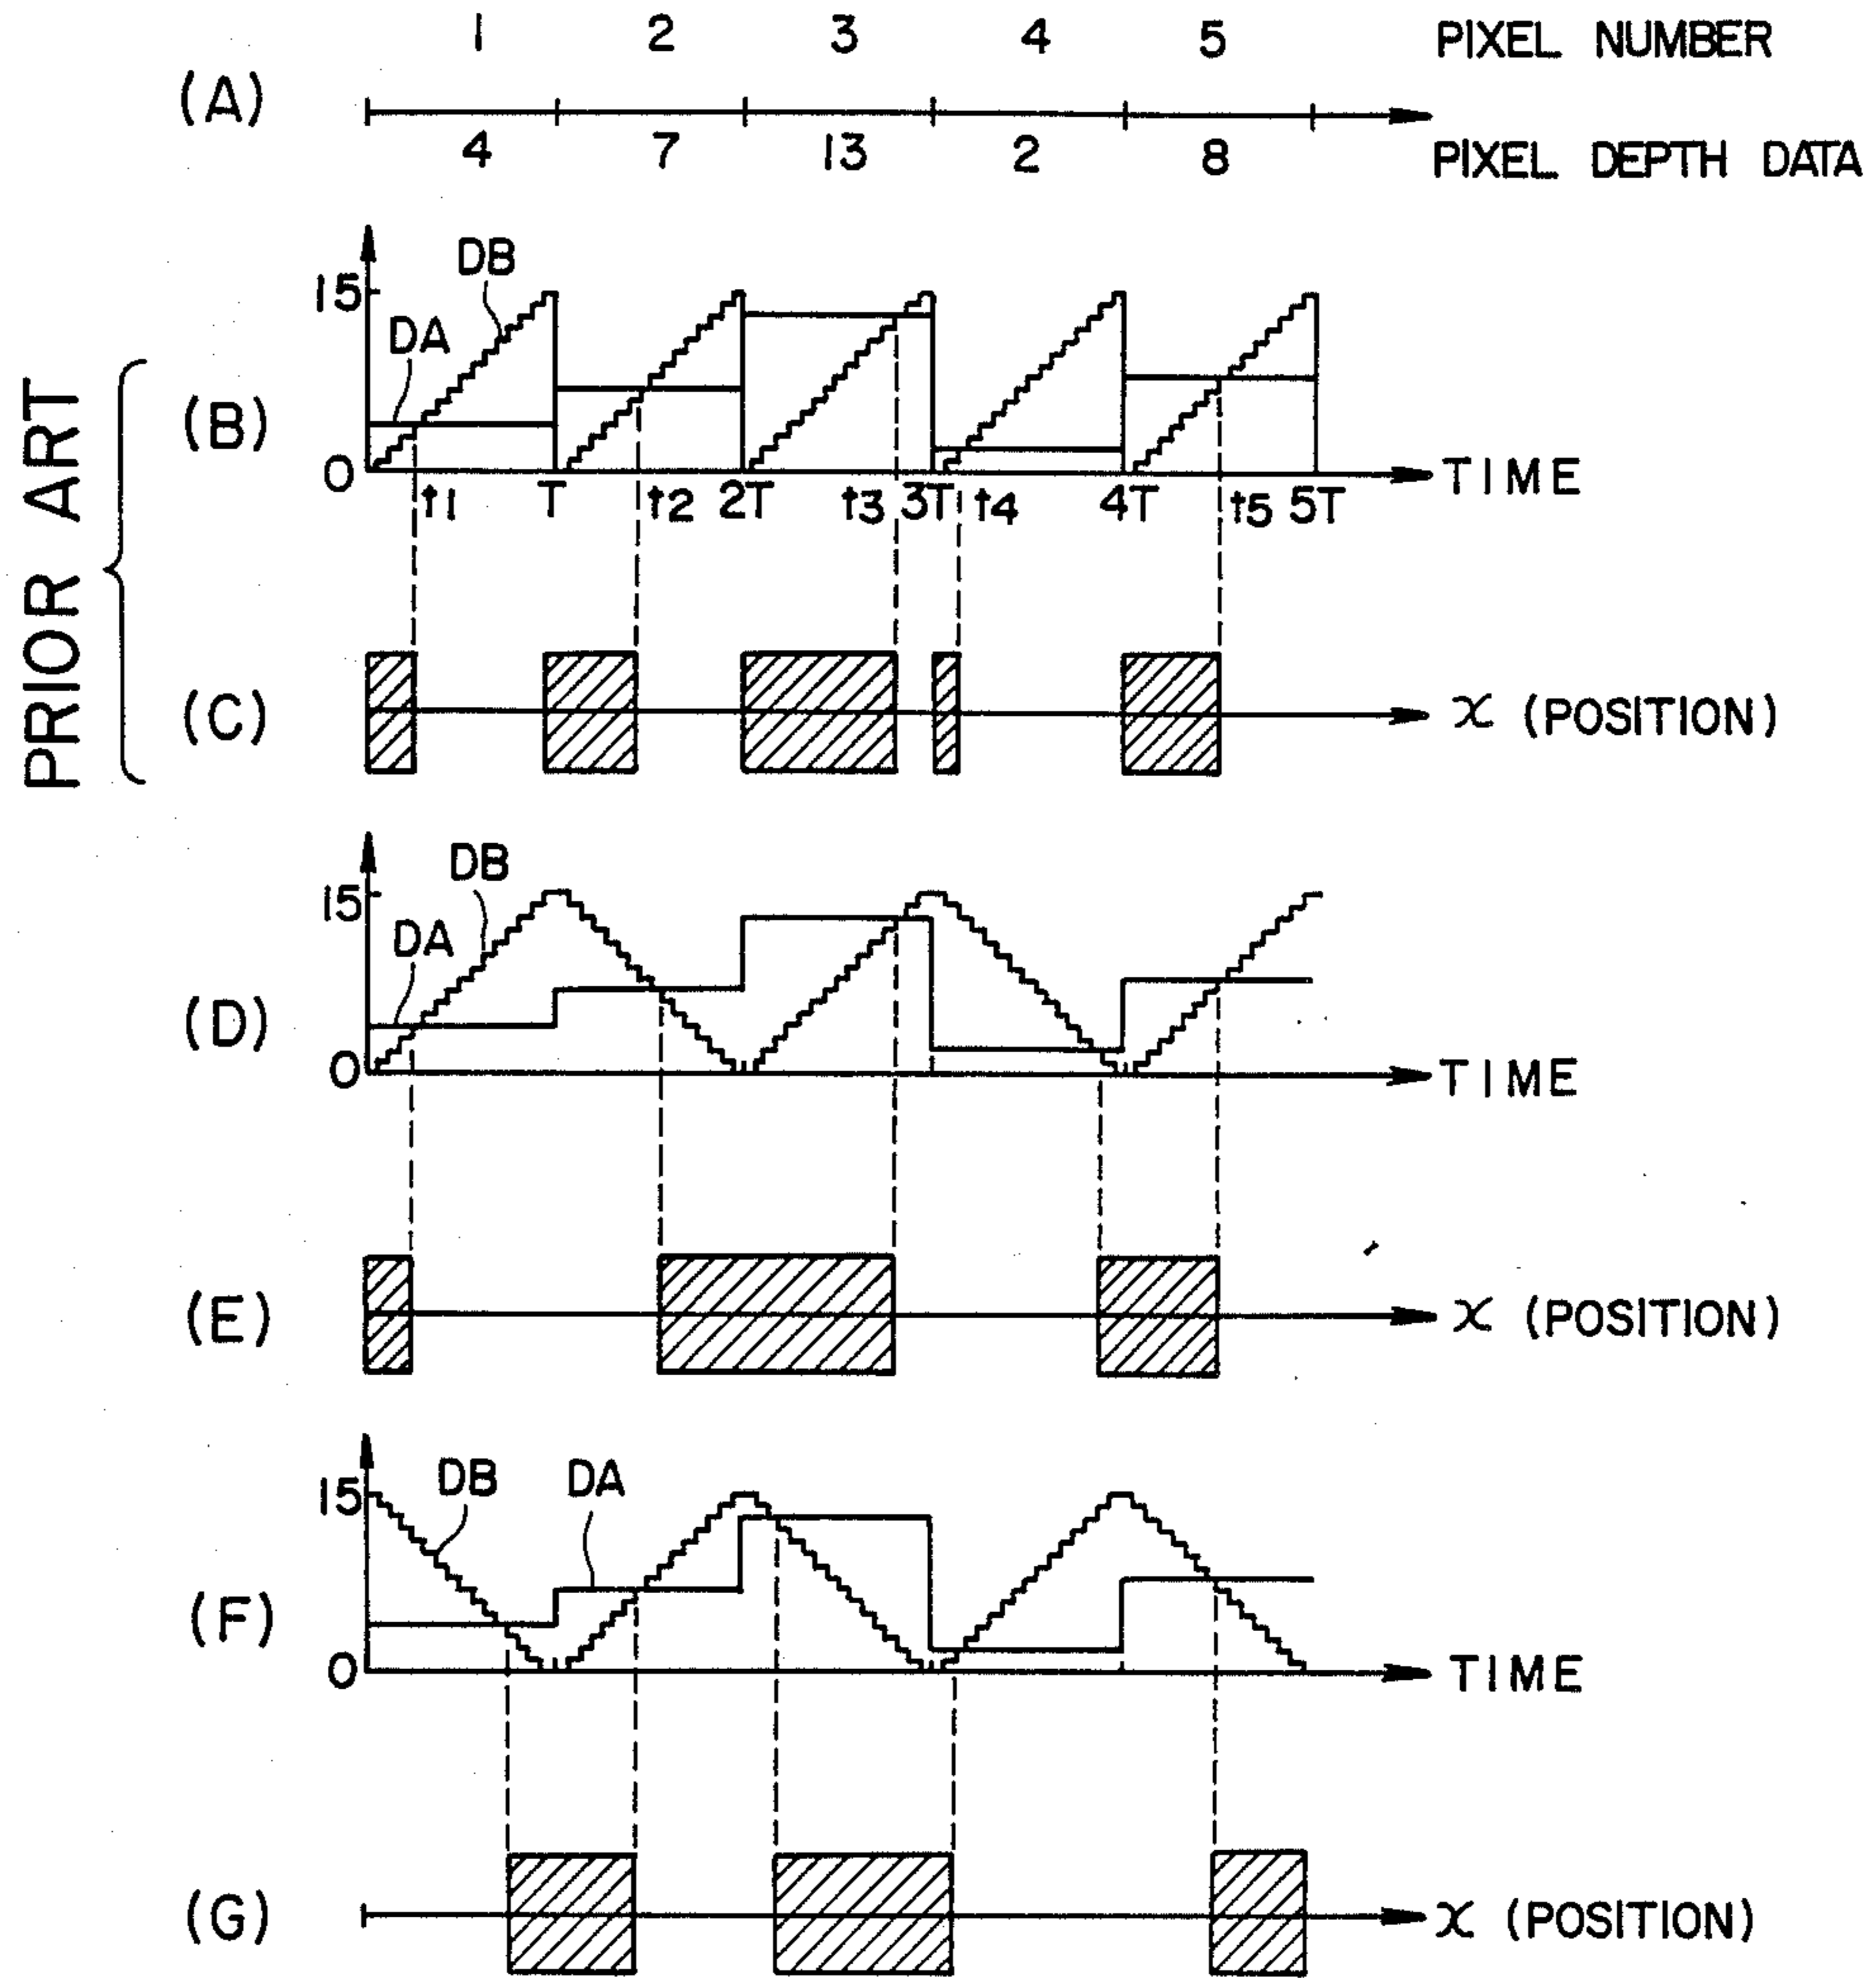 1 2 3 4 5 PIXEL NUMBER
(A)
4 7 13 2 8 PIXEL DEPTH DATA
PRIOR ART
(B)
15
DB
DA
0
t1 T t2 2T t3 3T t4 4T t5 5T TIME
(C)
x (POSITION)
(D)
15
DB
DA
0
TIME
(E)
x (POSITION)
(F)
15
DB DA
0
TIME
(G)
x (POSITION)